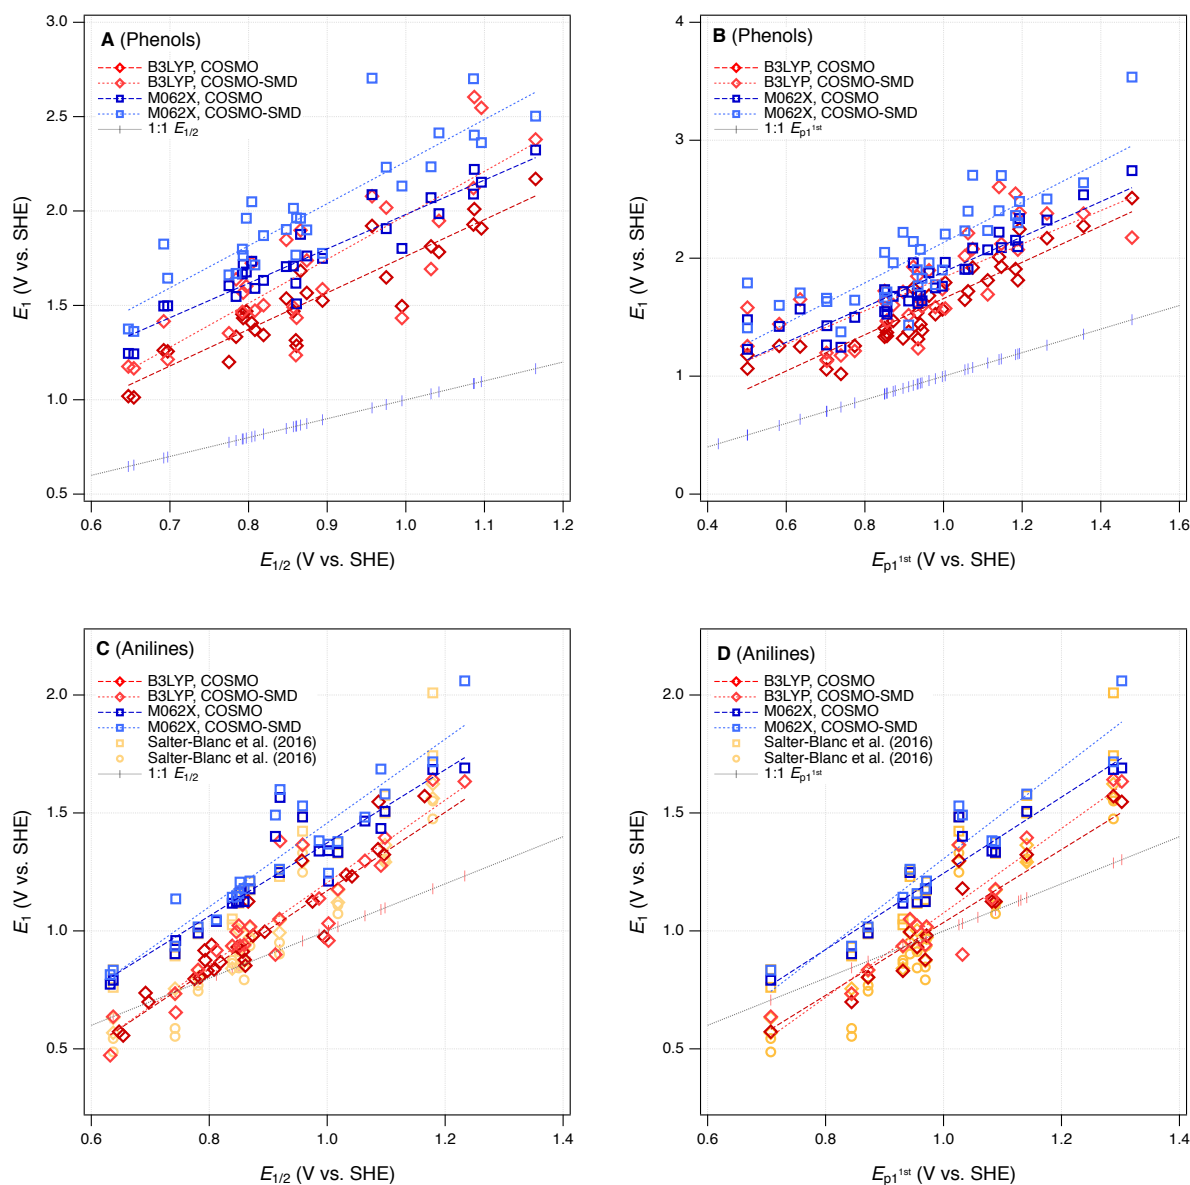 A (Phenols)
B3LYP, COSMO
B3LYP, COSMO-SMD
M062X, COSMO
M062X, COSMO-SMD
1:1 E1/2
3.0
2.5
2.0
1.5
1.0
0.5
E1 (V vs. SHE)
0.6 0.7 0.8 0.9 1.0 1.1 1.2
E1/2 (V vs. SHE)
B (Phenols)
B3LYP, COSMO
B3LYP, COSMO-SMD
M062X, COSMO
M062X, COSMO-SMD
1:1 Ep1 1st
4
3
2
1
0
E1 (V vs. SHE)
0.4 0.6 0.8 1.0 1.2 1.4 1.6
Ep1 1st (V vs. SHE)
C (Anilines)
B3LYP, COSMO
B3LYP, COSMO-SMD
M062X, COSMO
M062X, COSMO-SMD
Salter-Blanc et al. (2016)
Salter-Blanc et al. (2016)
1:1 E1/2
2.0
1.5
1.0
0.5
E1 (V vs. SHE)
0.6 0.8 1.0 1.2 1.4
E1/2 (V vs. SHE)
D (Anilines)
B3LYP, COSMO
B3LYP, COSMO-SMD
M062X, COSMO
M062X, COSMO-SMD
Salter-Blanc et al. (2016)
Salter-Blanc et al. (2016)
1:1 Ep1 1st
2.0
1.5
1.0
0.5
E1 (V vs. SHE)
0.6 0.8 1.0 1.2 1.4
Ep1 1st (V vs. SHE)